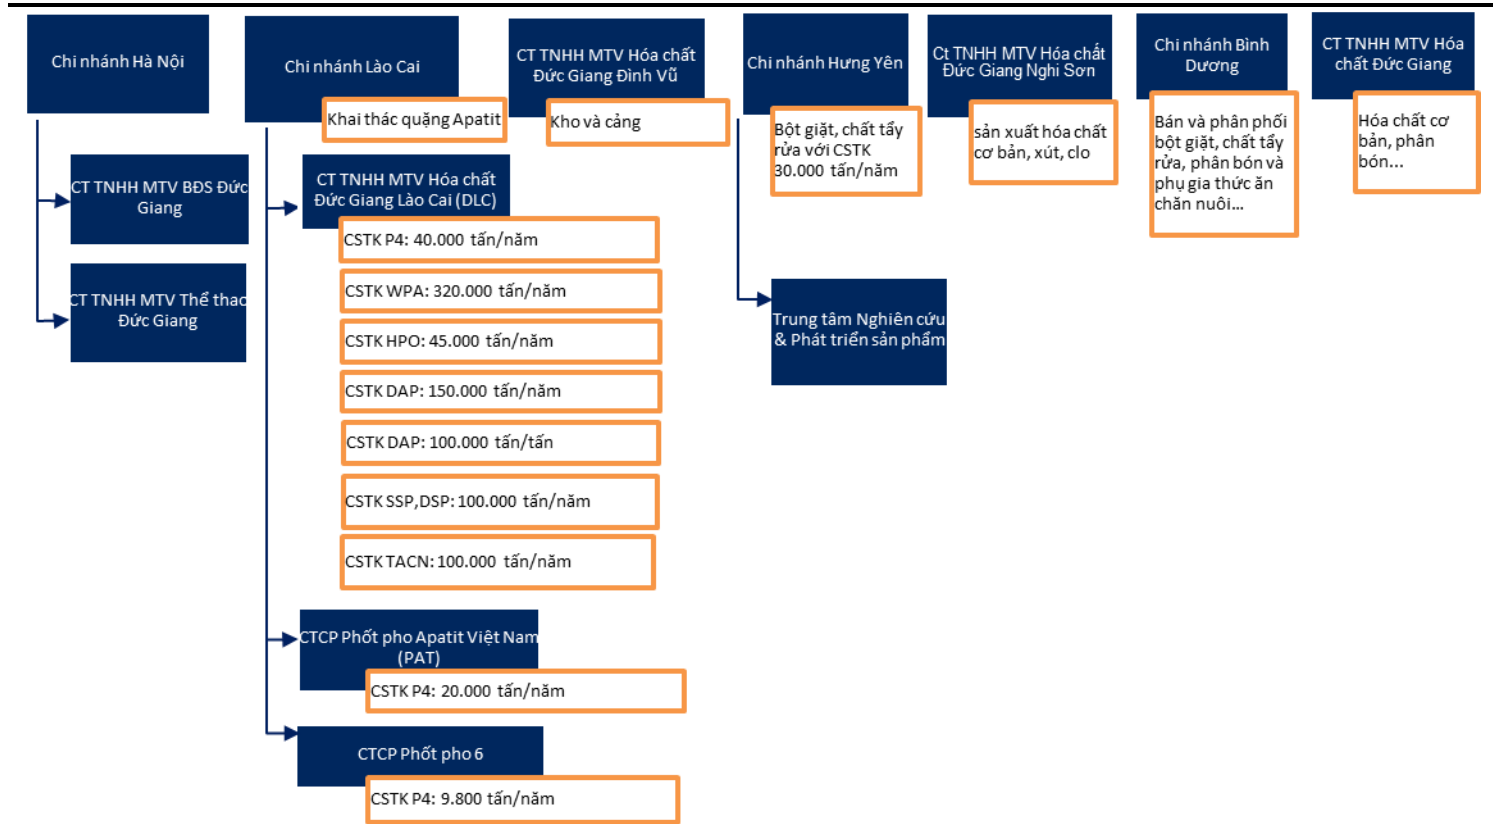 Chi nhánh Hà Nội
CT TNHH MTV BĐS Đức
Giang
CT TNHH MTV Thể thao
Đức Giang
Chi nhánh Lào Cai
Khai thác quặng Apatit
CT TNHH MTV Hóa chất
Đức Giang Lào Cai (DLC)
CSTK P4: 40.000 tấn/năm
CSTK WPA: 320.000 tấn/năm
CSTK HPO: 45.000 tấn/năm
CSTK DAP: 150.000 tấn/năm
CSTK DAP: 100.000 tấn/tấn
CSTK SSP,DSP: 100.000 tấn/năm
CSTK TACN: 100.000 tấn/năm
CTCP Phốt pho Apatit Việt Nam
(PAT)
CSTK P4: 20.000 tấn/năm
CTCP Phốt pho 6
CSTK P4: 9.800 tấn/năm
CT TNHH MTV Hóa chất
Đức Giang Đình Vũ
Kho và cảng
Chi nhánh Hưng Yên
Bột giặt, chất tẩy
rửa với CSTK
30.000 tấn/năm
Trung tâm Nghiên cứu
& Phát triển sản phẩm
Ct TNHH MTV Hóa chất
Đức Giang Nghi Sơn
sản xuất hóa chất
cơ bản, xút, clo
Chi nhánh Bình
Dương
Bán và phân phối
bột giặt, chất tẩy
rửa, phân bón và
phụ gia thức ăn
chăn nuôi...
CT TNHH MTV Hóa
chất Đức Giang
Hóa chất cơ
bản, phân
bón...